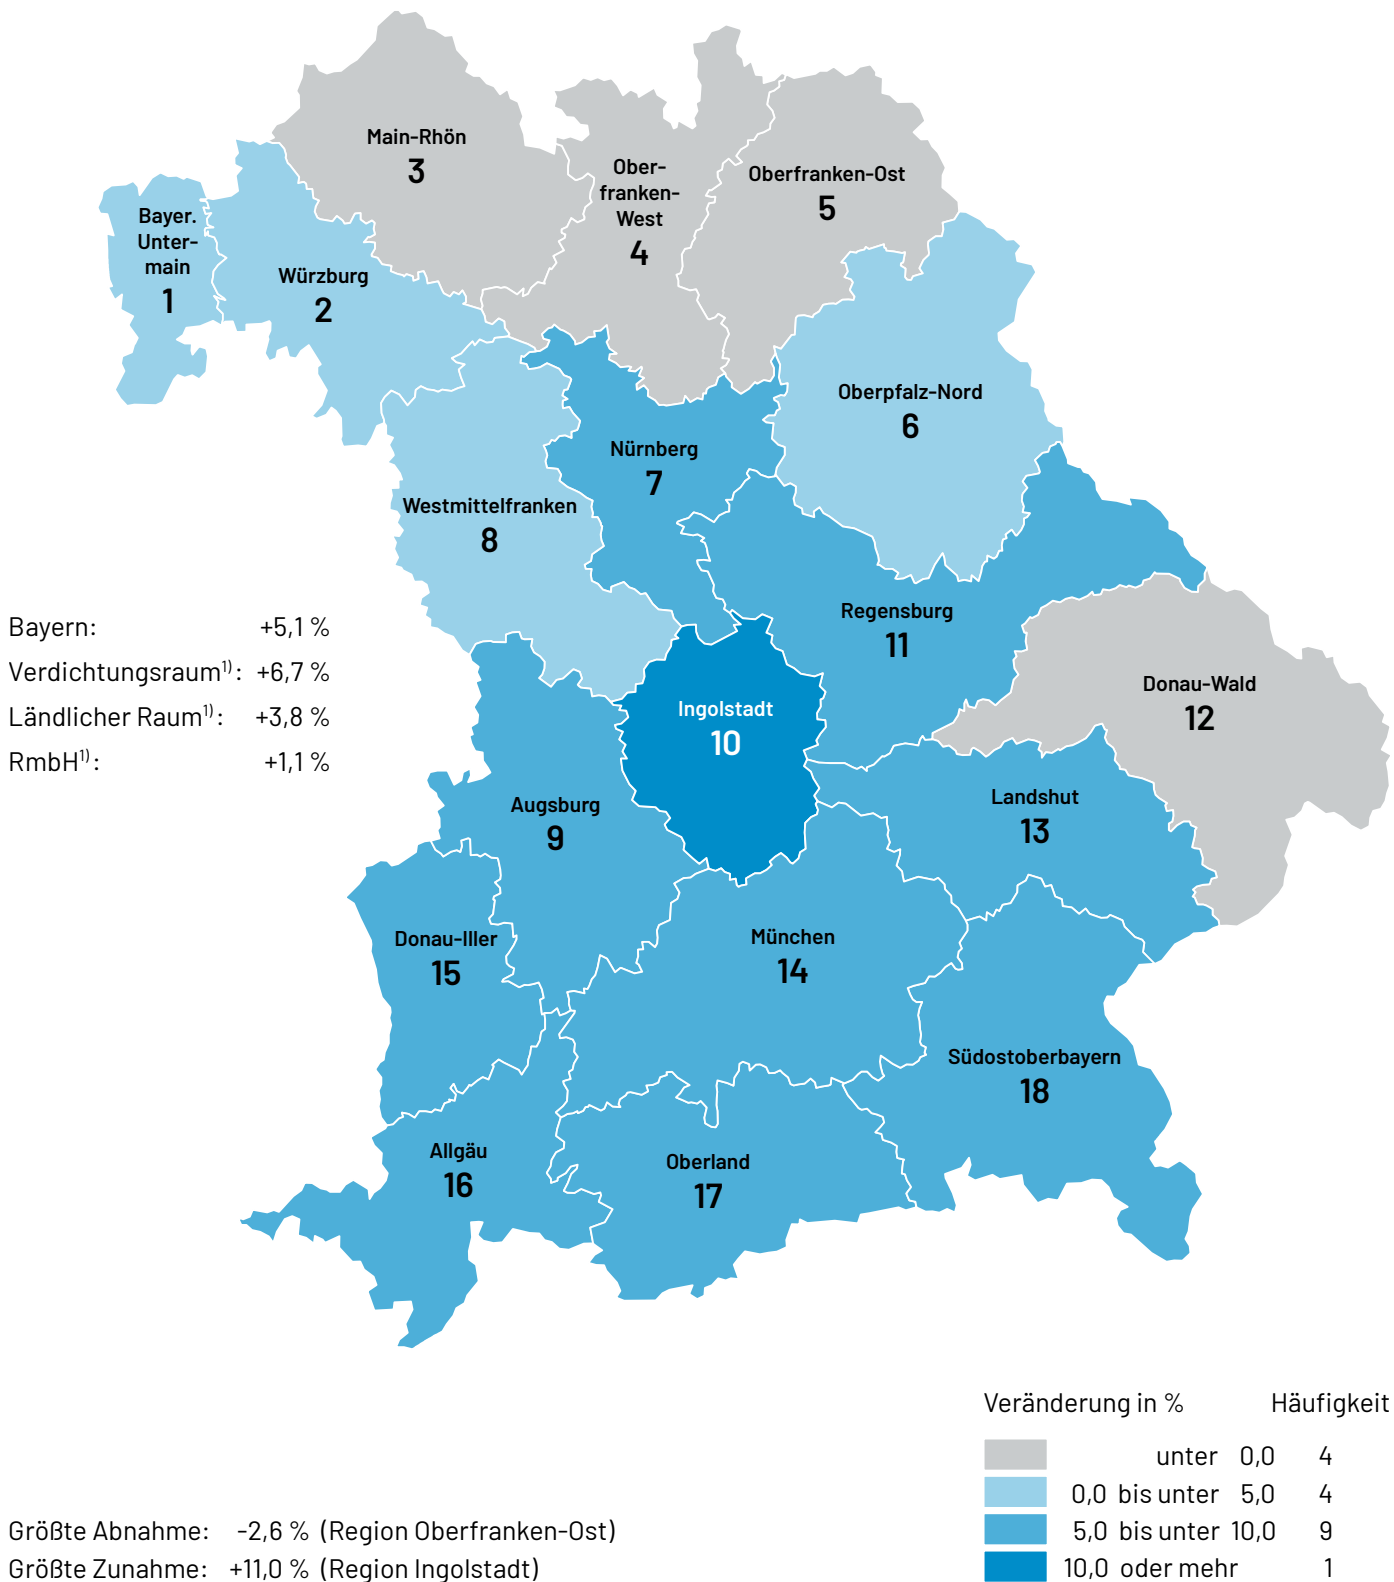 Main-Rhön
3
Ober-
franken-
West
4
Oberfranken-Ost
5
Bayer.
Unter-
main
1
Würzburg
2
Oberpfalz-Nord
6
Nürnberg
7
Westmittelfranken
8
Regensburg
11
Bayern: +5,1 %
Verdichtungsraum¹⁾: +6,7 %
Ländlicher Raum¹⁾: +3,8 %
RmbH¹⁾: +1,1 %
Donau-Wald
12
Ingolstadt
10
Landshut
13
Augsburg
9
Donau-Iller
15
München
14
Südostoberbayern
18
Allgäu
16
Oberland
17
Veränderung in % Häufigkeit
unter 0,0 4
0,0 bis unter 5,0 4
5,0 bis unter 10,0 9
10,0 oder mehr 1
Größte Abnahme: -2,6 % (Region Oberfranken-Ost)
Größte Zunahme: +11,0 % (Region Ingolstadt)